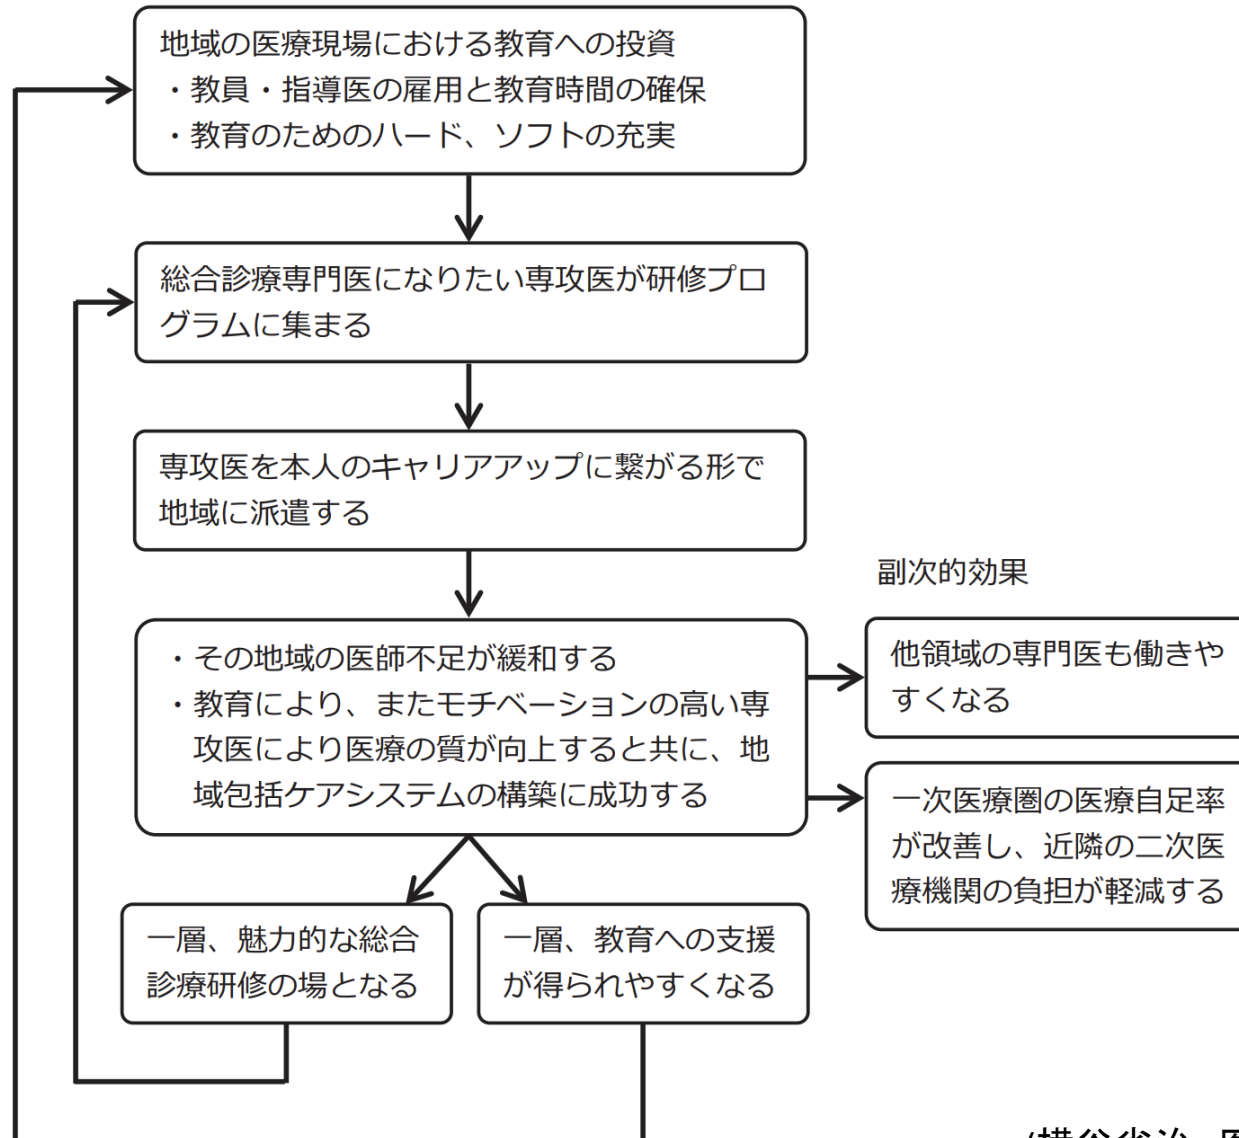 地域の医療現場における教育への投資
・教員・指導医の雇用と教育時間の確保
・教育のためのハード、ソフトの充実
総合診療専門医になりたい専攻医が研修プロ
グラムに集まる
専攻医を本人のキャリアアップに繋がる形で
地域に派遣する
・その地域の医師不足が緩和する
・教育により、またモチベーションの高い専
攻医により医療の質が向上すると共に、地
域包括ケアシステムの構築に成功する
副次的効果
他領域の専門医も働きや
すくなる
一次医療圏の医療自足率
が改善し、近隣の二次医
療機関の負担が軽減する
一層、魅力的な総合
診療研修の場となる
一層、教育への支援
が得られやすくなる